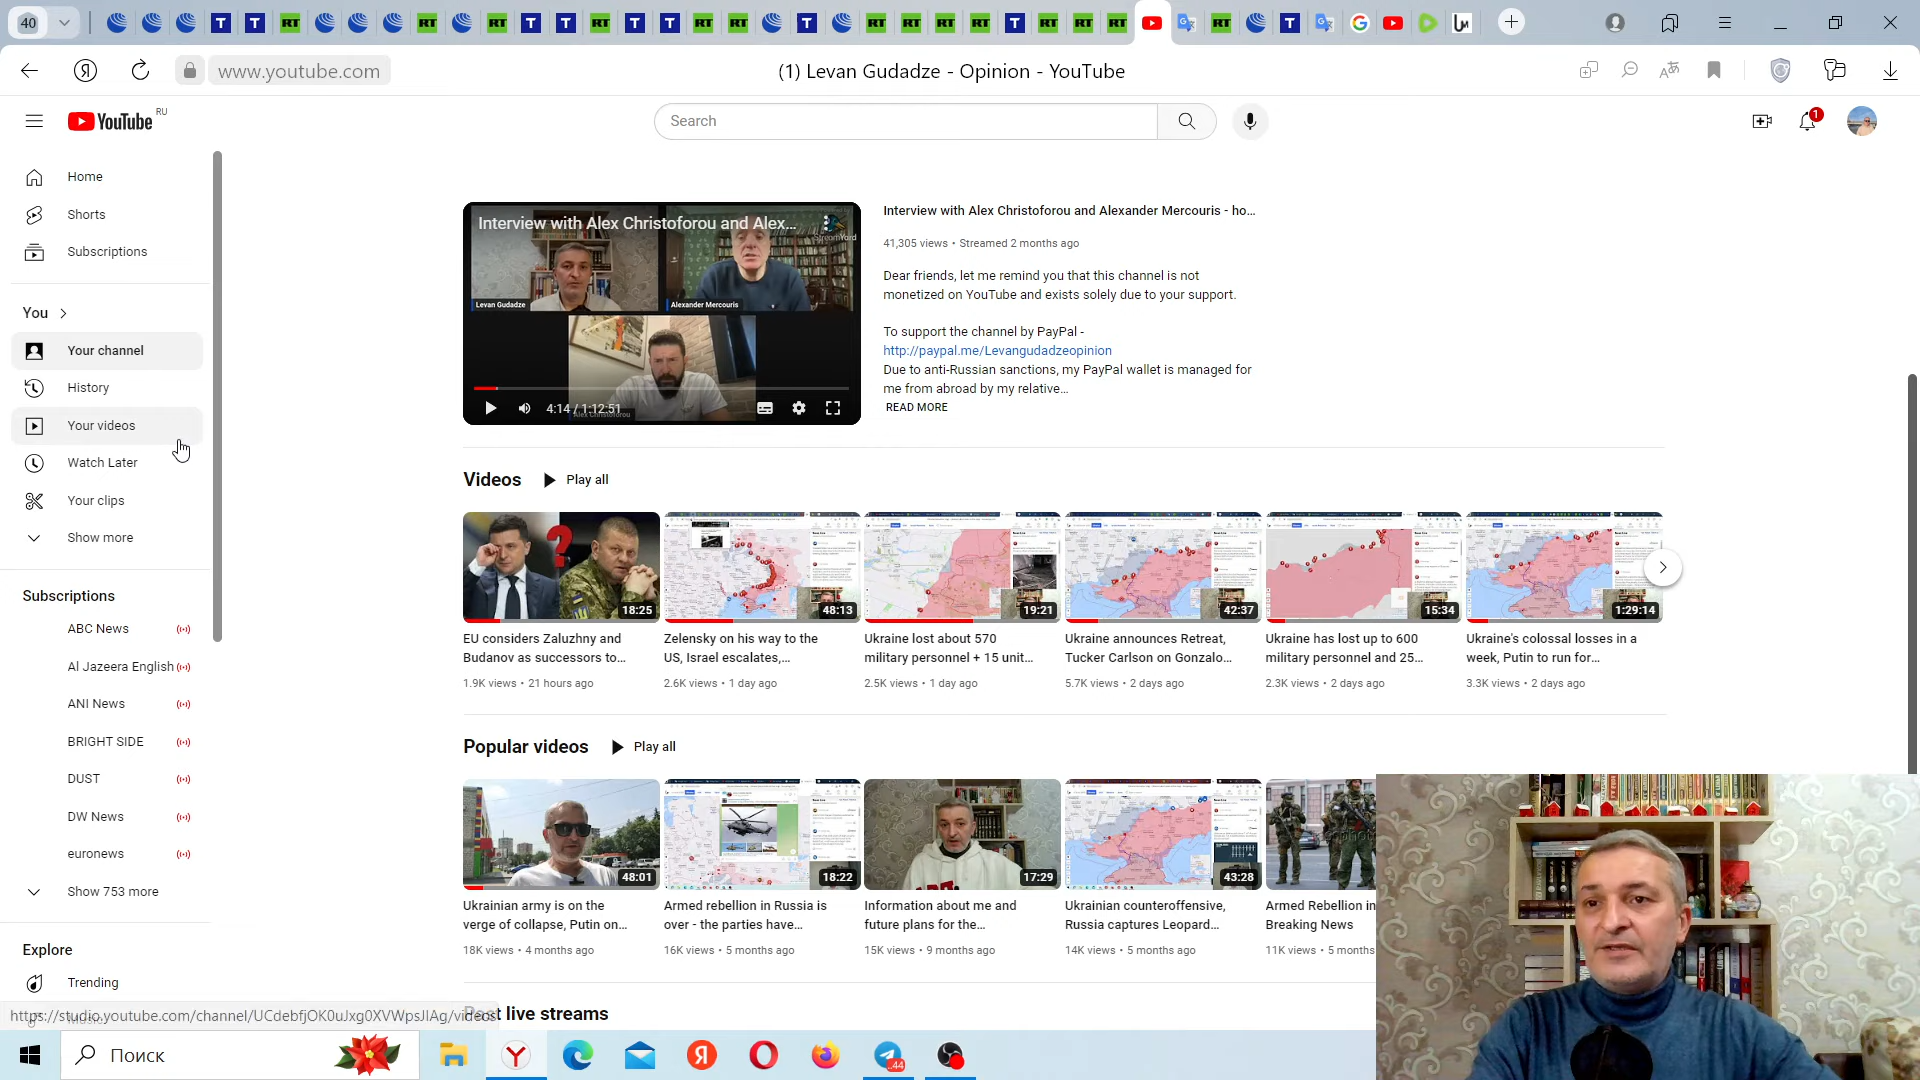 40
www.youtube.com
(1) Levan Gudadze - Opinion - YouTube
YouTube RU
Search
1
Home
Shorts
Subscriptions
You
Your channel
History
Your videos
Watch Later
Your clips
Show more
Subscriptions
ABC News
Al Jazeera English
ANI News
BRIGHT SIDE
DUST
DW News
euronews
Show 753 more
Explore
Trending
https://studio.youtube.com/channel/UCdebfjOK0uJxg0XVWpsJlAg/videos
Interview with Alex Christoforou and Alex...
StreamYard
Levan Gudadze
Alexander Mercouris
4:14 / 1:12:51
Alex Christoforou
Interview with Alex Christoforou and Alexander Mercouris - ho...
41,305 views • Streamed 2 months ago
Dear friends, let me remind you that this channel is not
monetized on YouTube and exists solely due to your support.
To support the channel by PayPal -
http://paypal.me/Levangudadzeopinion
Due to anti-Russian sanctions, my PayPal wallet is managed for
me from abroad by my relative...
READ MORE
Videos
Play all
18:25
48:13
19:21
42:37
15:34
1:29:14
EU considers Zaluzhny and
Budanov as successors to...
1.9K views • 21 hours ago
Zelensky on his way to the
US, Israel escalates,...
2.6K views • 1 day ago
Ukraine lost about 570
military personnel + 15 unit...
2.5K views • 1 day ago
Ukraine announces Retreat,
Tucker Carlson on Gonzalo...
5.7K views • 2 days ago
Ukraine has lost up to 600
military personnel and 25...
2.3K views • 2 days ago
Ukraine's colossal losses in a
week, Putin to run for...
3.3K views • 2 days ago
Popular videos
Play all
48:01
18:22
17:29
43:28
Ukrainian army is on the
verge of collapse, Putin on...
18K views • 4 months ago
Armed rebellion in Russia is
over - the parties have...
16K views • 5 months ago
Information about me and
future plans for the...
15K views • 9 months ago
Ukrainian counteroffensive,
Russia captures Leopard...
14K views • 5 months ago
Armed Rebellion in
Breaking News
11K views • 5 months
t live streams
Поиск
44